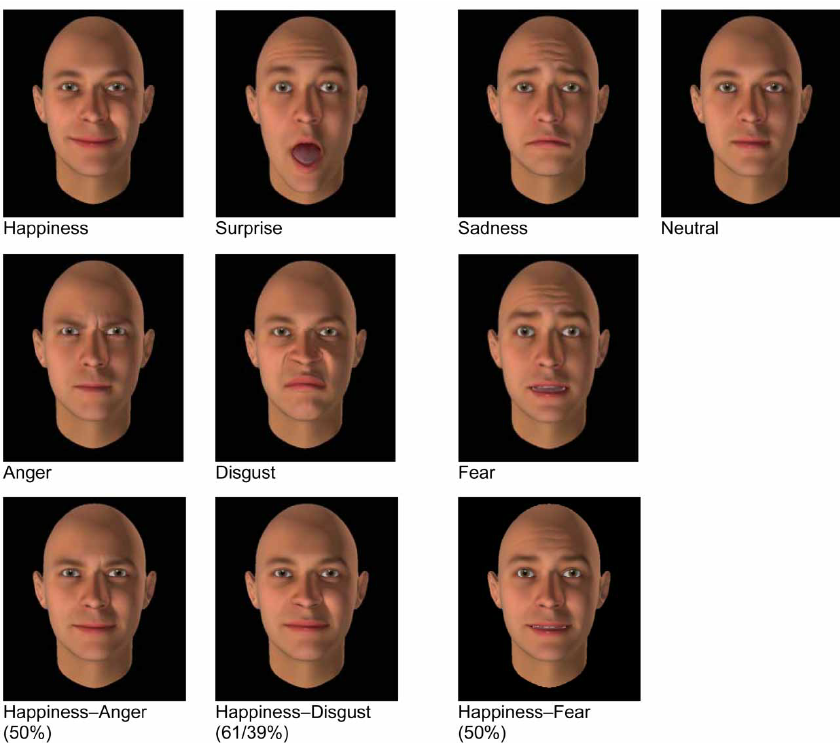 Happiness
Surprise
Sadness
Neutral
Anger
Disgust
Fear
Happiness–Anger
(50%)
Happiness–Disgust
(61/39%)
Happiness–Fear
(50%)